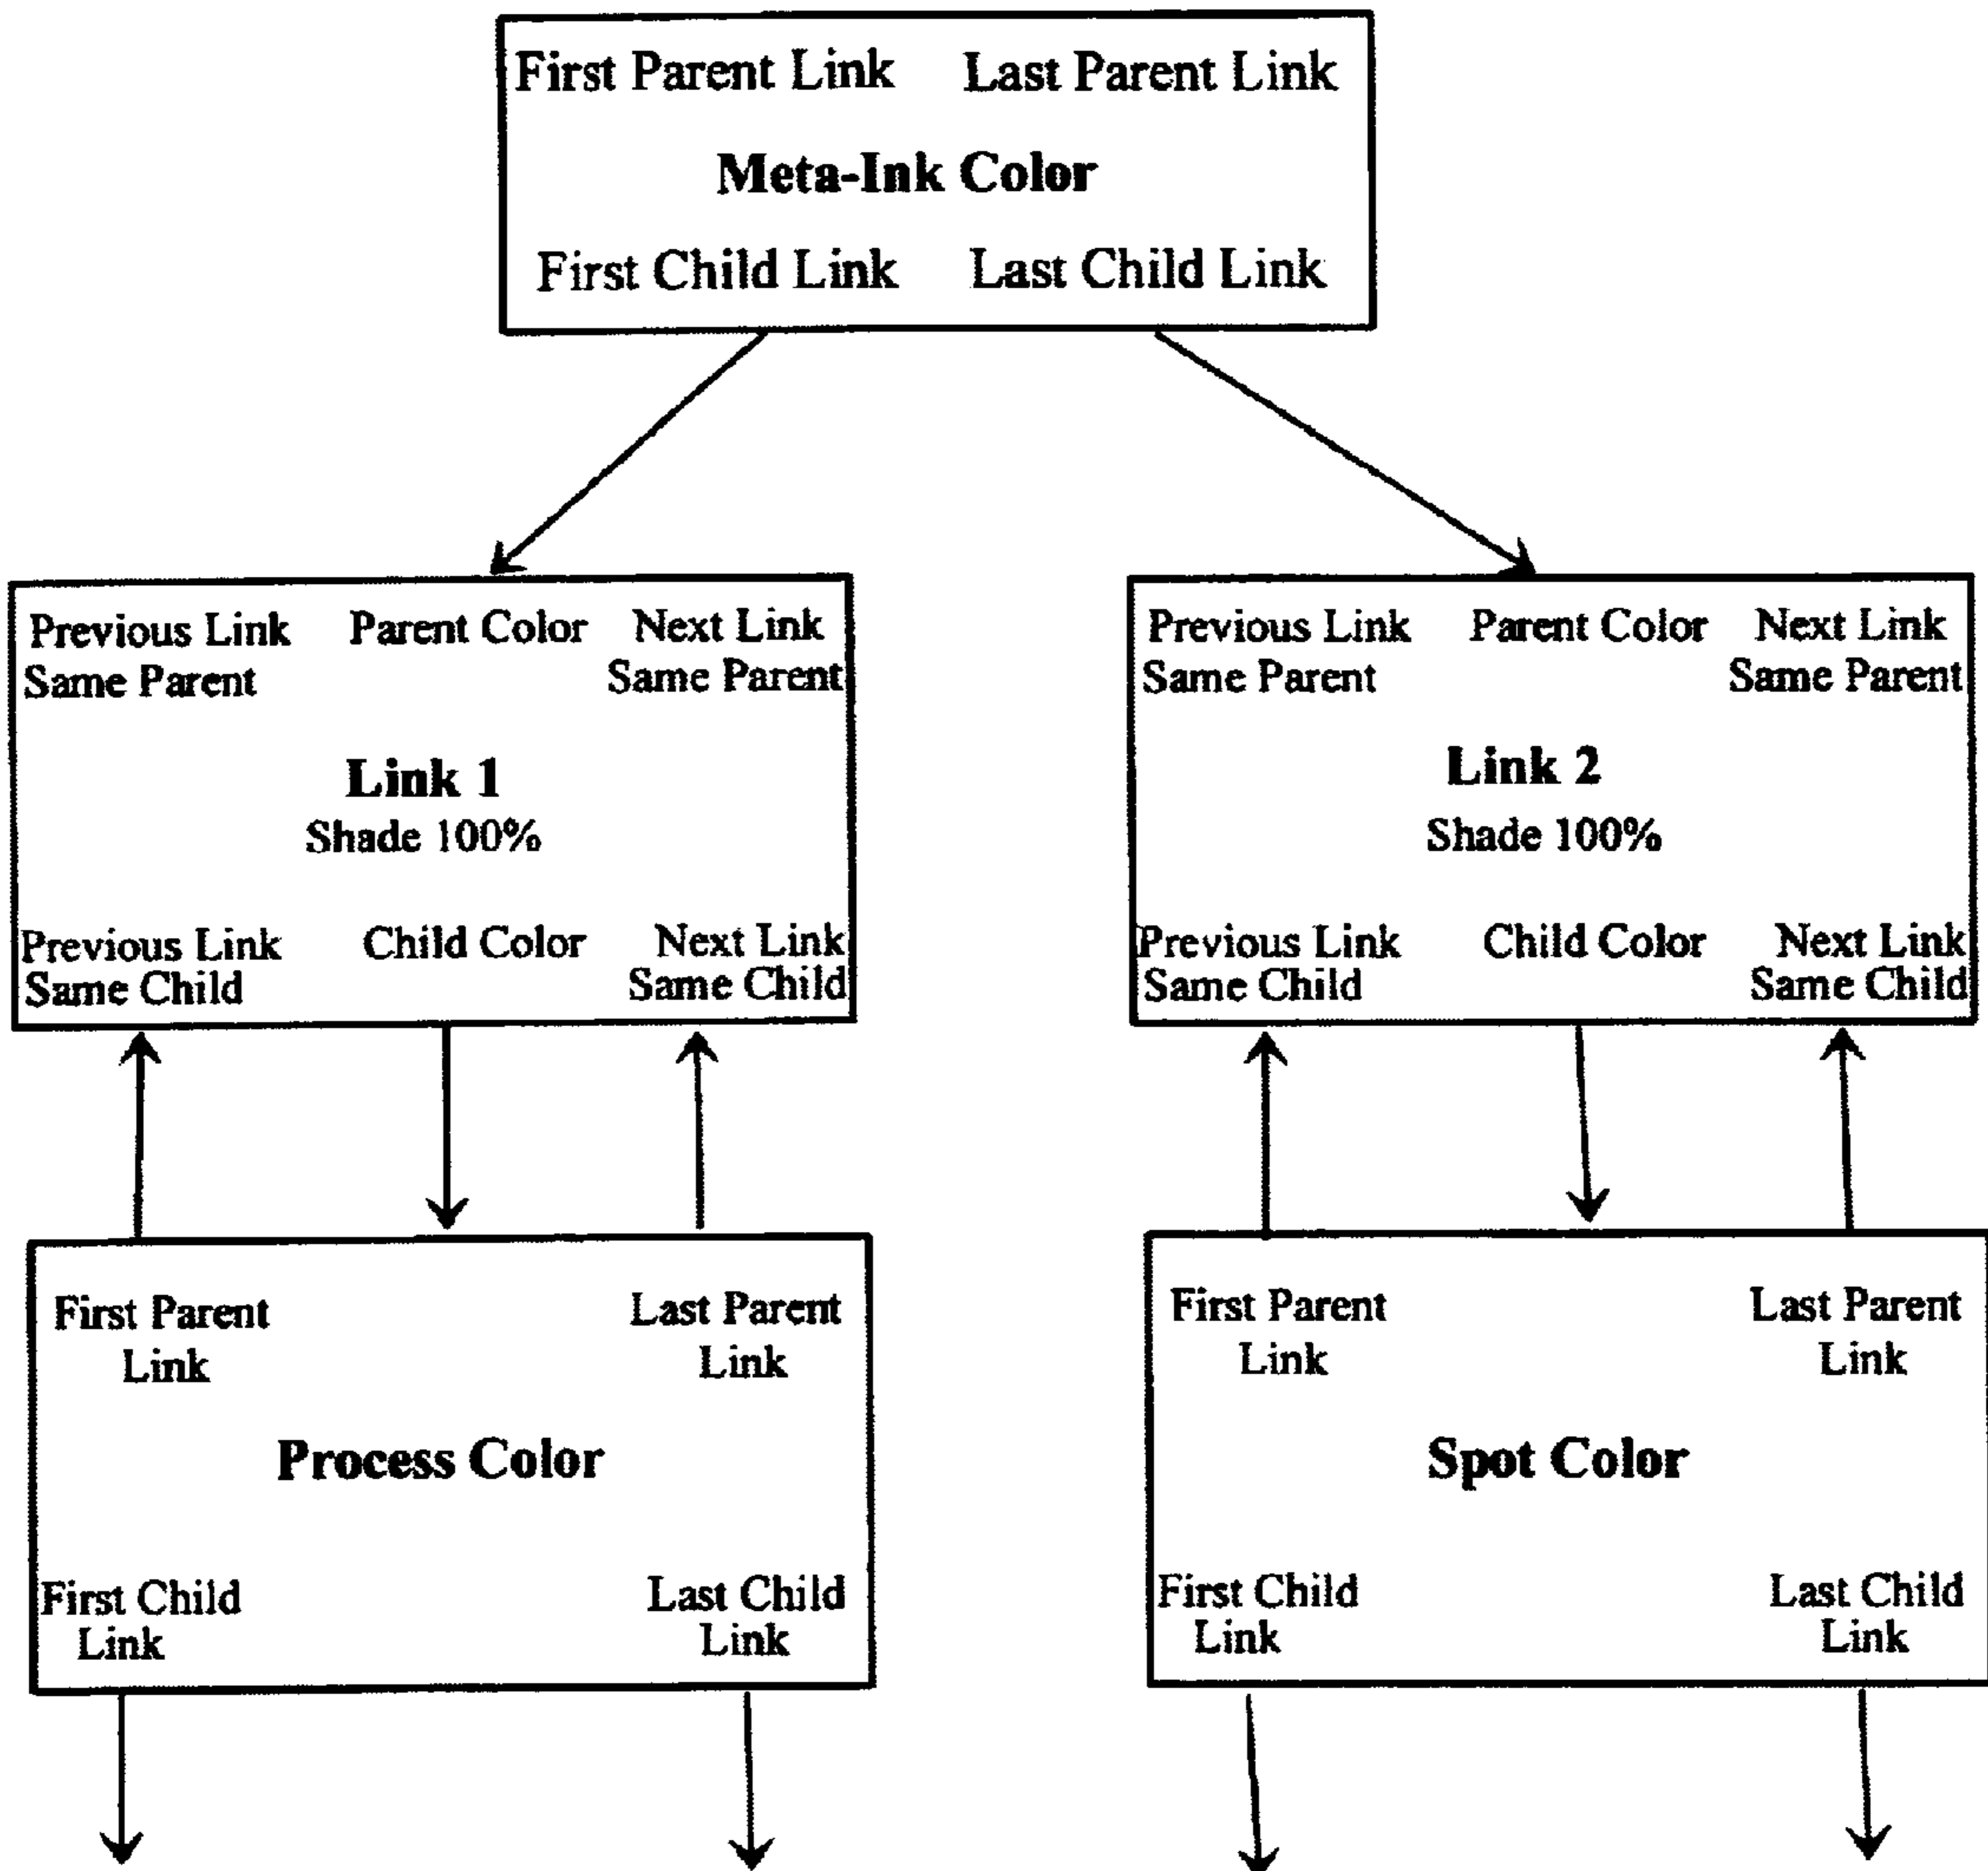 First Parent Link Last Parent Link
Meta-Ink Color
First Child Link Last Child Link
Previous Link Parent Color Next Link
Same Parent Same Parent
Link 1
Shade 100%
Previous Link Child Color Next Link
Same Child Same Child
Previous Link Parent Color Next Link
Same Parent Same Parent
Link 2
Shade 100%
Previous Link Child Color Next Link
Same Child Same Child
First Parent Last Parent
Link Link
Process Color
First Child Last Child
Link Link
First Parent Last Parent
Link Link
Spot Color
First Child Last Child
Link Link